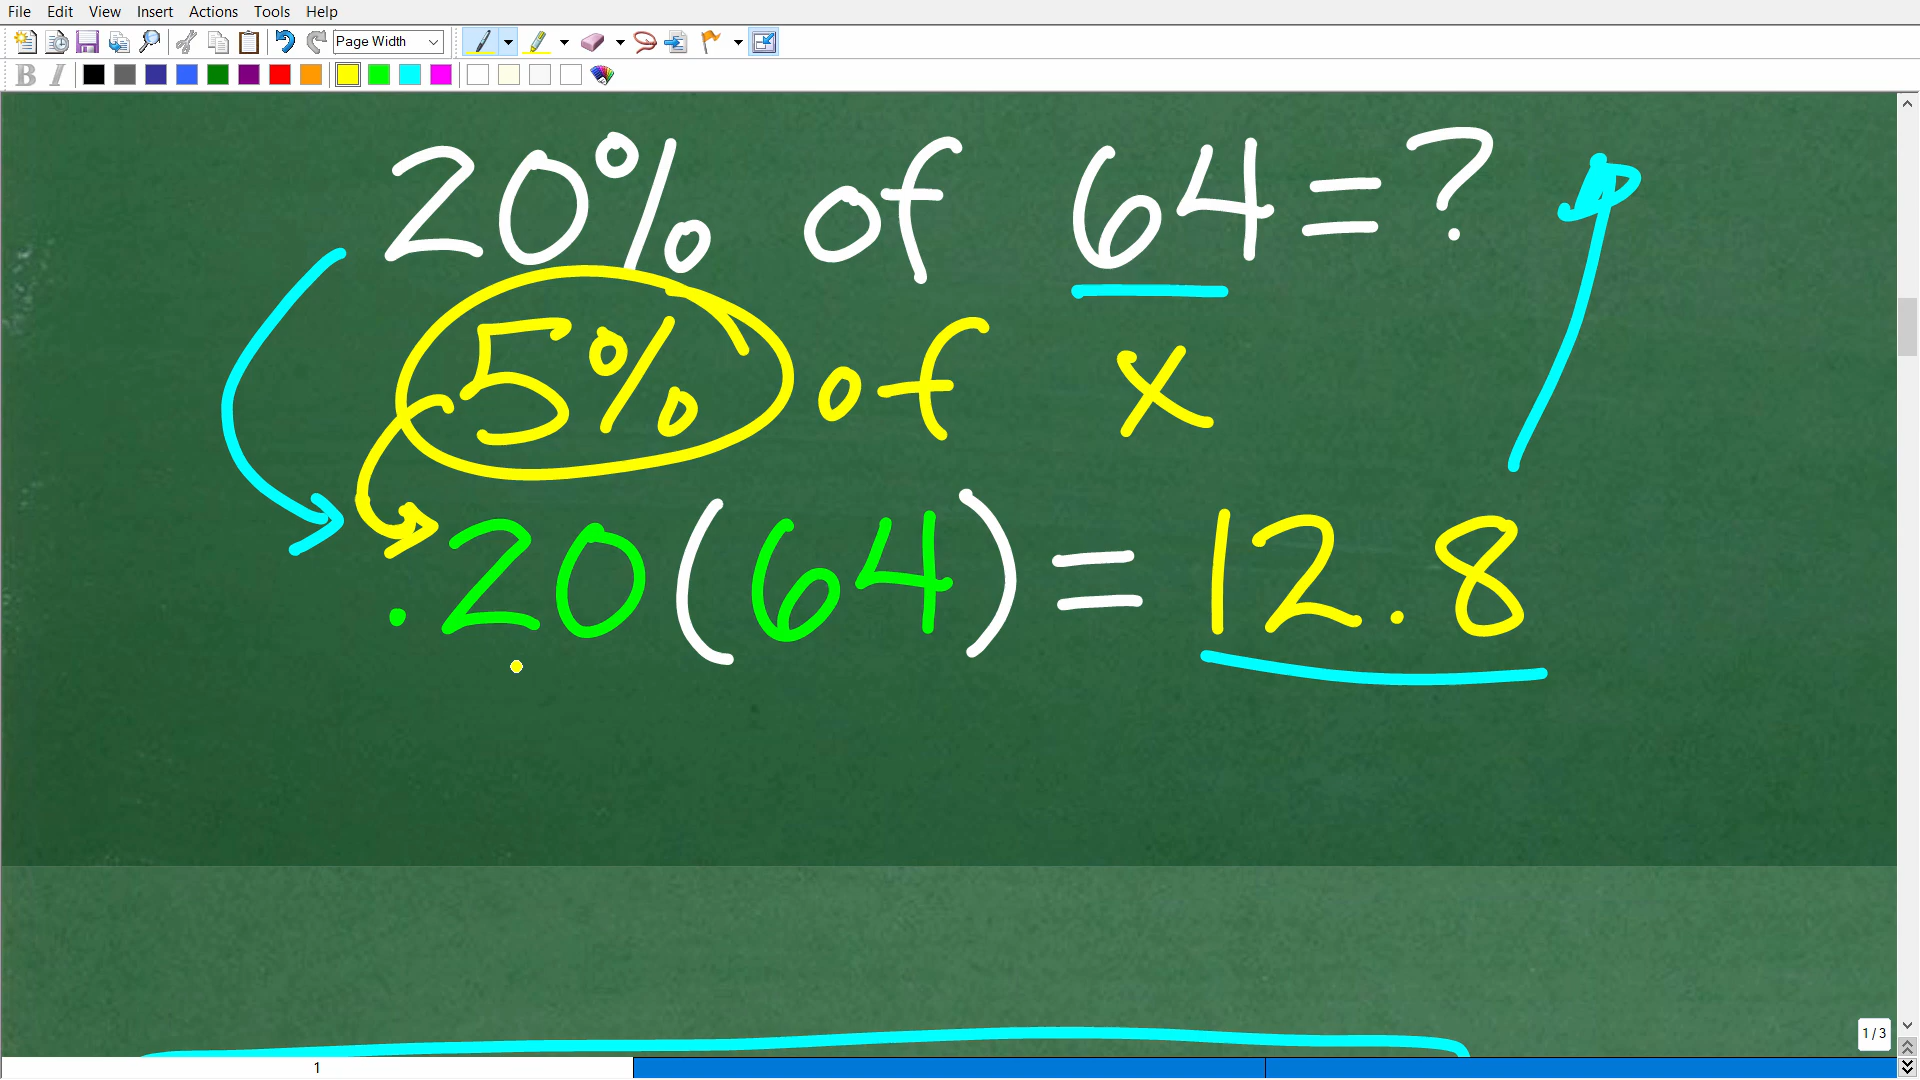 File Edit View Insert Actions Tools Help
Page Width
B I
20% of 64 = ?
5% of x
.20(64) = 12.8
1 / 3
1